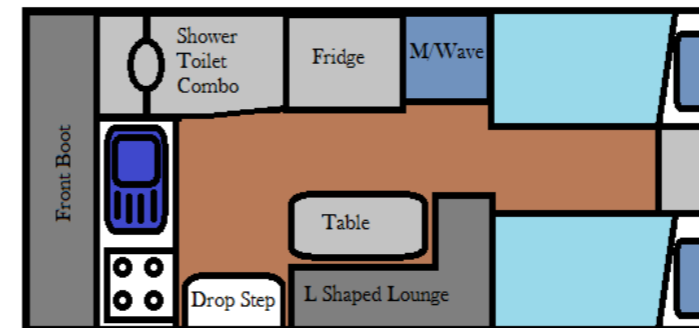 Shower
Toilet
Combo
Fridge
M/Wave
Front Boot
Table
Drop Step
L Shaped Lounge